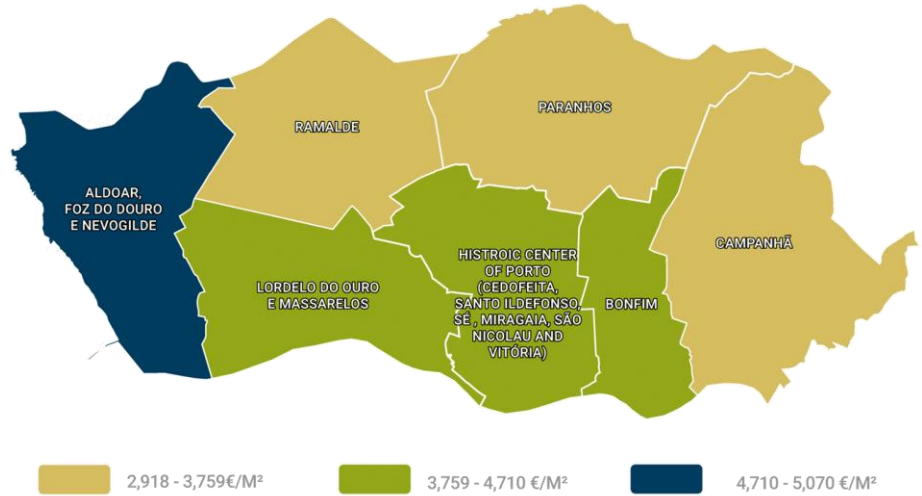 RAMALDE
PARANHOS
ALDOAR,
FOZ DO DOURO
E NEVOGILDE
CAMPANHÃ
LORDELO DO OURO
E MASSARELOS
HISTROIC CENTER
OF PORTO
(CEDOFEITA,
SANTO ILDEFONSO,
SÉ , MIRAGAIA, SÃO
NICOLAU AND
VITÓRIA)
BONFIM
2,918 - 3,759€/M²
3,759 - 4,710 €/M²
4,710 - 5,070 €/M²